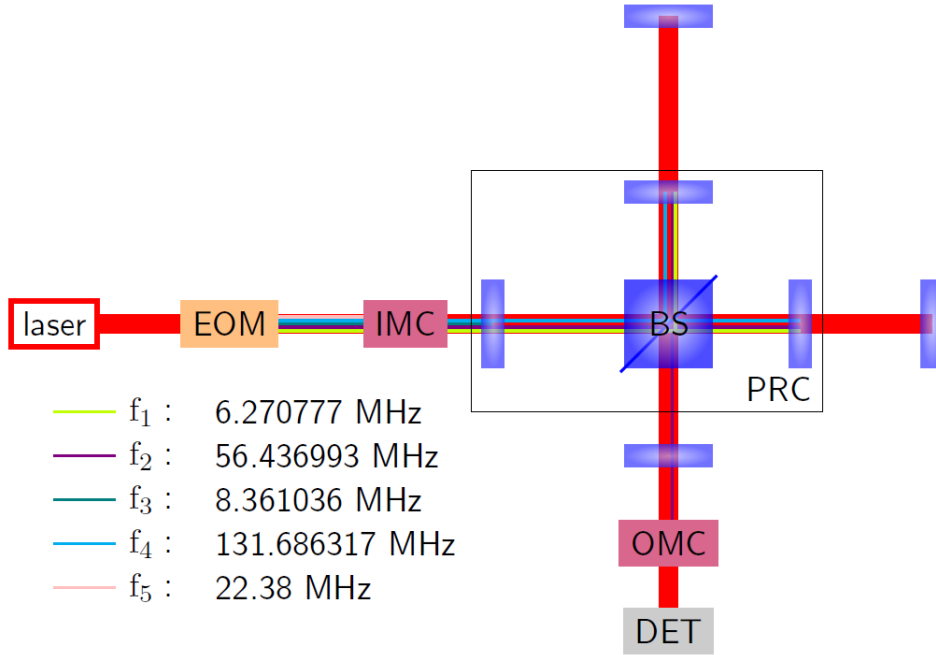 laser
EOM
IMC
BS
PRC
f₁ : 6.270777 MHz
f₂ : 56.436993 MHz
f₃ : 8.361036 MHz
f₄ : 131.686317 MHz
f₅ : 22.38 MHz
OMC
DET